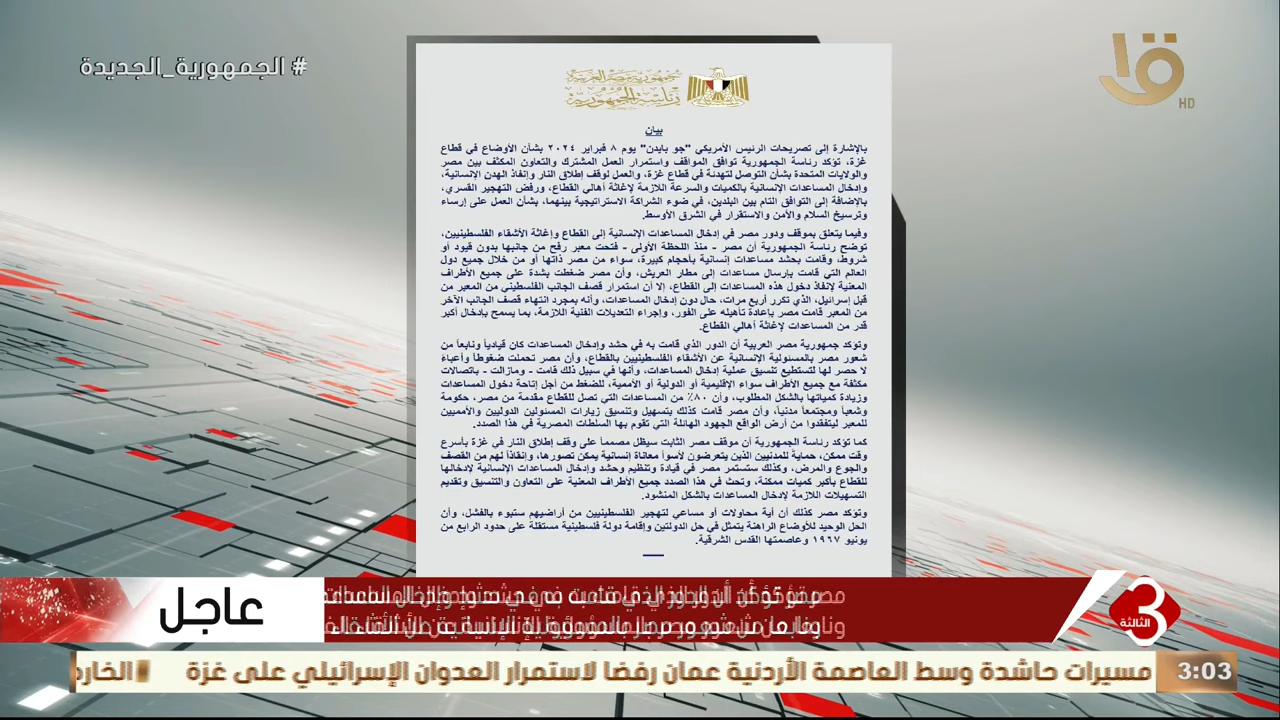 # الجمهورية_الجديدة
HD
جمهورية مصر العربية
رئاسة الجمهورية
بيان
بالإشارة إلى تصريحات الرئيس الأمريكي "جو بايدن" يوم ٨ فبراير ٢٠٢٤ بشأن الأوضاع في قطاع
غزة، تؤكد رئاسة الجمهورية توافق المواقف واستمرار العمل المشترك والتعاون المكثف بين مصر
والولايات المتحدة بشأن التوصل لتهدئة في قطاع غزة، والعمل لوقف إطلاق النار وإنفاذ الهدن الإنسانية،
وإدخال المساعدات الإنسانية بالكميات والسرعة اللازمة لإغاثة أهالي القطاع، ورفض التهجير القسري،
بالإضافة إلى التوافق التام بين البلدين، في ضوء الشراكة الاستراتيجية بينهما، بشأن العمل على إرساء
وترسيخ السلام والأمن والاستقرار في الشرق الأوسط.
وفيما يتعلق بموقف ودور مصر في إدخال المساعدات الإنسانية إلى القطاع وإغاثة الأشقاء الفلسطينيين،
توضح رئاسة الجمهورية أن مصر - منذ اللحظة الأولى - فتحت معبر رفح من جانبها بدون قيود أو
شروط، وقامت بحشد مساعدات إنسانية بأحجام كبيرة، سواء من مصر ذاتها أو من خلال جميع دول
العالم التي قامت بإرسال مساعدات إلى مطار العريش، وأن مصر ضغطت بشدة على جميع الأطراف
المعنية لإنفاذ دخول هذه المساعدات إلى القطاع، إلا أن استمرار قصف الجانب الفلسطيني من المعبر من
قبل إسرائيل، الذي تكرر أربع مرات، حال دون إدخال المساعدات، وأنه بمجرد انتهاء قصف الجانب الآخر
من المعبر قامت مصر بإعادة تأهيله على الفور، وإجراء التعديلات الفنية اللازمة، بما يسمح بإدخال أكبر
قدر من المساعدات لإغاثة أهالي القطاع.
وتؤكد جمهورية مصر العربية أن الدور الذي قامت به في حشد وإدخال المساعدات كان قيادياً ونابعاً من
شعور مصر بالمسئولية الإنسانية عن الأشقاء الفلسطينيين بالقطاع، وأن مصر تحملت ضغوطاً وأعباءً
لا حصر لها لتستطيع تنسيق عملية إدخال المساعدات، وأنها في سبيل ذلك قامت - ومازالت - باتصالات
مكثفة مع جميع الأطراف سواء الإقليمية أو الدولية أو الأممية، للضغط من أجل إتاحة دخول المساعدات
وزيادة كمياتها بالشكل المطلوب، وأن ٨٠٪ من المساعدات التي تصل للقطاع مقدمة من مصر، حكومة
وشعباً ومجتمعاً مدنياً، وأن مصر قامت كذلك بتسهيل وتنسيق زيارات المسئولين الدوليين والأمميين
للمعبر ليتفقدوا من أرض الواقع الجهود الهائلة التي تقوم بها السلطات المصرية في هذا الصدد.
كما تؤكد رئاسة الجمهورية أن موقف مصر الثابت سيظل مصمماً على وقف إطلاق النار في غزة بأسرع
وقت ممكن، حمايةً للمدنيين الذين يتعرضون لأسوأ معاناة إنسانية يمكن تصورها، وإنقاذاً لهم من القصف
والجوع والمرض، وكذلك ستستمر مصر في قيادة وتنظيم وحشد وإدخال المساعدات الإنسانية لإدخالها
للقطاع بأكبر كميات ممكنة، وتحث في هذا الصدد جميع الأطراف المعنية على التعاون والتنسيق وتقديم
التسهيلات اللازمة لإدخال المساعدات بالشكل المنشود.
وتؤكد مصر كذلك أن أية محاولات أو مساعي لتهجير الفلسطينيين من أراضيهم ستبوء بالفشل، وأن
الحل الوحيد للأوضاع الراهنة يتمثل في حل الدولتين وإقامة دولة فلسطينية مستقلة على حدود الرابع من
يونيو ١٩٦٧ وعاصمتها القدس الشرقية.
عاجل
3 الثالثة
3:03
مسيرات حاشدة وسط العاصمة الأردنية عمان رفضا لاستمرار العدوان الإسرائيلي على غزة